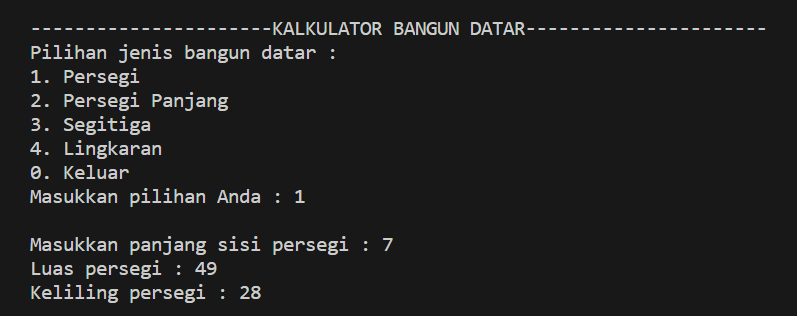 ----------------------KALKULATOR BANGUN DATAR----------------------
Pilihan jenis bangun datar :
1. Persegi
2. Persegi Panjang
3. Segitiga
4. Lingkaran
0. Keluar
Masukkan pilihan Anda : 1
Masukkan panjang sisi persegi : 7
Luas persegi : 49
Keliling persegi : 28